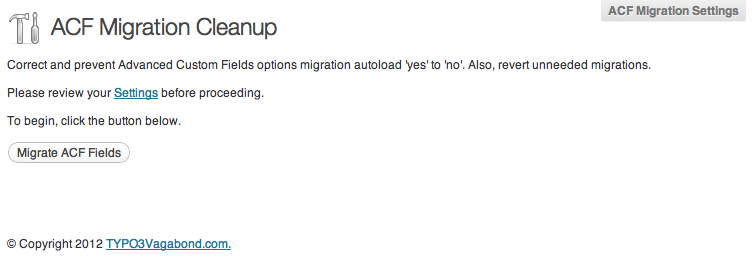 ACF Migration Settings
ACF Migration Cleanup
Correct and prevent Advanced Custom Fields options migration autoload 'yes' to 'no'. Also, revert unneeded migrations.
Please review your Settings before proceeding.
To begin, click the button below.
Migrate ACF Fields
© Copyright 2012 TYPO3Vagabond.com.